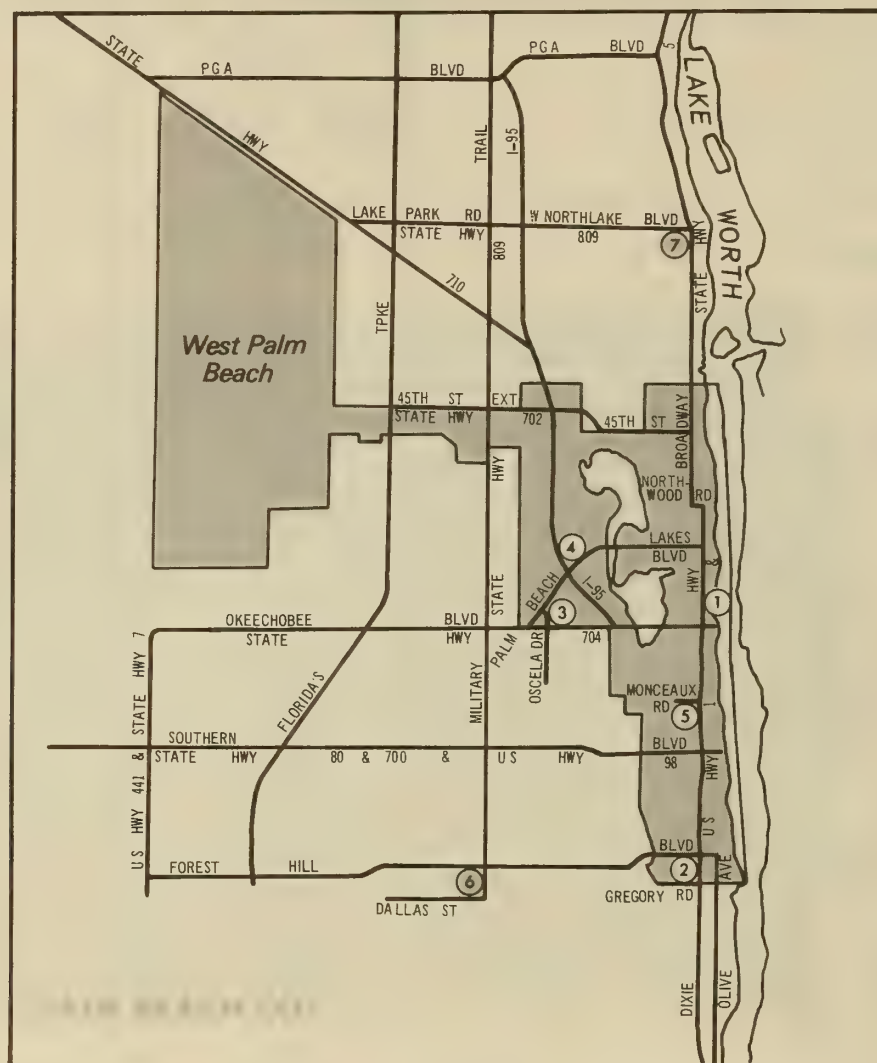 STATE HWY 710
PGA BLVD
PGA BLVD
5
LAKE WORTH
TRAIL
I-95
LAKE PARK RD
STATE HWY
W NORTHLAKE BLVD
809
7
HWY
STATE
809
TPKE
West Palm
Beach
45TH ST EXT
STATE HWY 702
45TH ST
BROADWAY
NORTH-
WOOD RD
HWY
STATE
4
LAKES
BLVD
PALM BEACH
I-95
HWY &
1
3
OKEECHOBEE BLVD
STATE HWY
704
OSCELA DR
MONCEAUX
RD
5
1
US HWY 441 & STATE HWY 7
FLORIDA'S
MILITARY
SOUTHERN BLVD
STATE HWY 80 & 700 & US HWY 98
HWY
US
BLVD
FOREST HILL
6
2
AVE
DALLAS ST
GREGORY RD
DIXIE
OLIVE